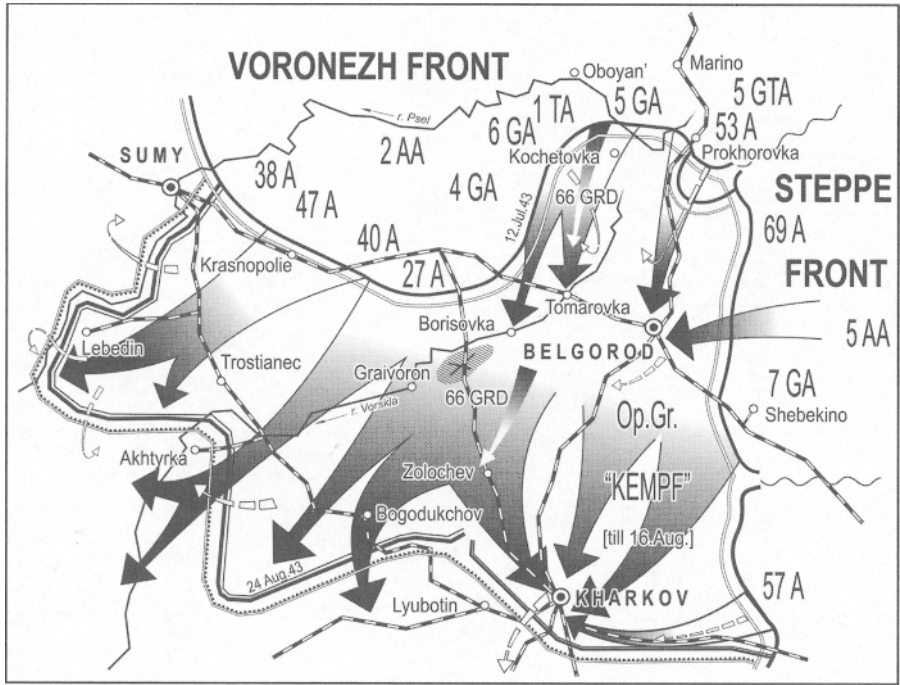 VORONEZH FRONT
Oboyan'
Marino
1 TA
5 GA
5 GTA
r. Psel
6 GA
53 A
2 AA
Kochetovka
Prokhorovka
SUMY
38 A
4 GA
66 GRD
STEPPE
47 A
12.Jul.43
69 A
40 A
Krasnopolie
27 A
FRONT
Tomarovka
Borisovka
Lebedin
BELGOROD
5 AA
Trostianec
Graivoron
66 GRD
7 GA
r. Vorskla
Op.Gr.
Shebekino
Akhtyrka
Zolochev
"KEMPF"
Bogodukchov
[till 16.Aug.]
24 Aug.43
Lyubotin
KHARKOV
57 A